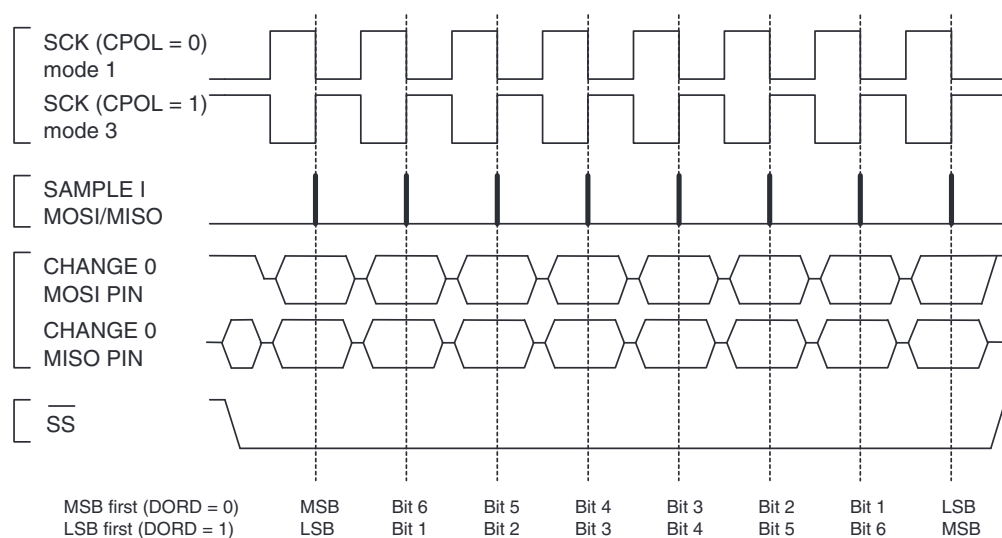 SCK (CPOL = 0)
mode 1
SCK (CPOL = 1)
mode 3
SAMPLE I
MOSI/MISO
CHANGE 0
MOSI PIN
CHANGE 0
MISO PIN
SS
MSB first (DORD = 0) MSB Bit 6 Bit 5 Bit 4 Bit 3 Bit 2 Bit 1 LSB
LSB first (DORD = 1) LSB Bit 1 Bit 2 Bit 3 Bit 4 Bit 5 Bit 6 MSB